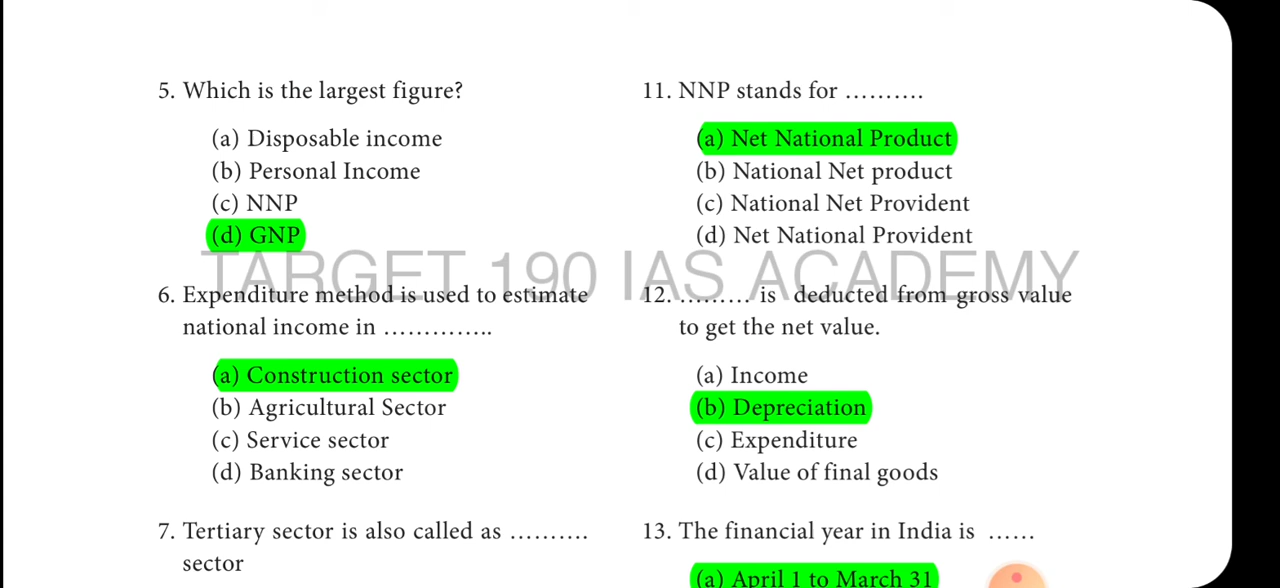 5. Which is the largest figure?
(a) Disposable income
(b) Personal Income
(c) NNP
(d) GNP
6. Expenditure method is used to estimate
national income in …………..
(a) Construction sector
(b) Agricultural Sector
(c) Service sector
(d) Banking sector
7. Tertiary sector is also called as ……….
sector
11. NNP stands for ……….
(a) Net National Product
(b) National Net product
(c) National Net Provident
(d) Net National Provident
12. ……… is deducted from gross value
to get the net value.
(a) Income
(b) Depreciation
(c) Expenditure
(d) Value of final goods
13. The financial year in India is ……
(a) April 1 to March 31
TARGET 190 IAS ACADEMY